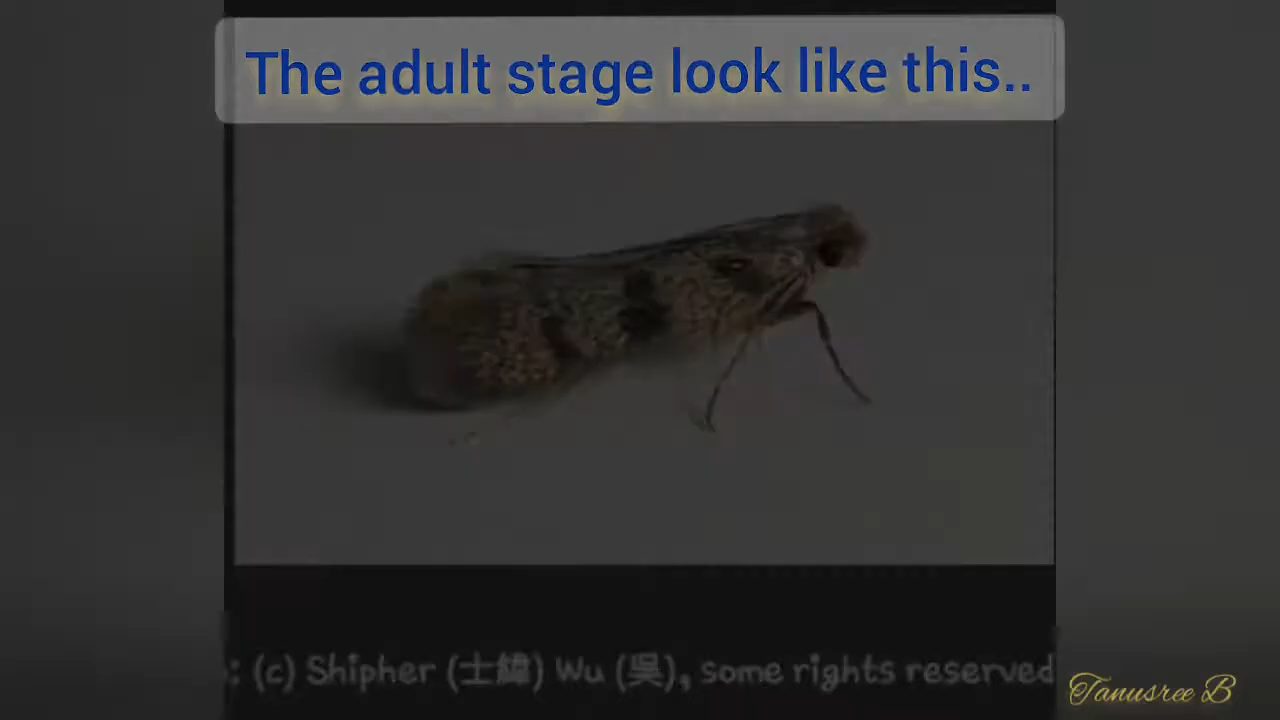 The adult stage look like this..
: (c) Shipher (士緯) Wu (吳), some rights reserved
Tanusree B